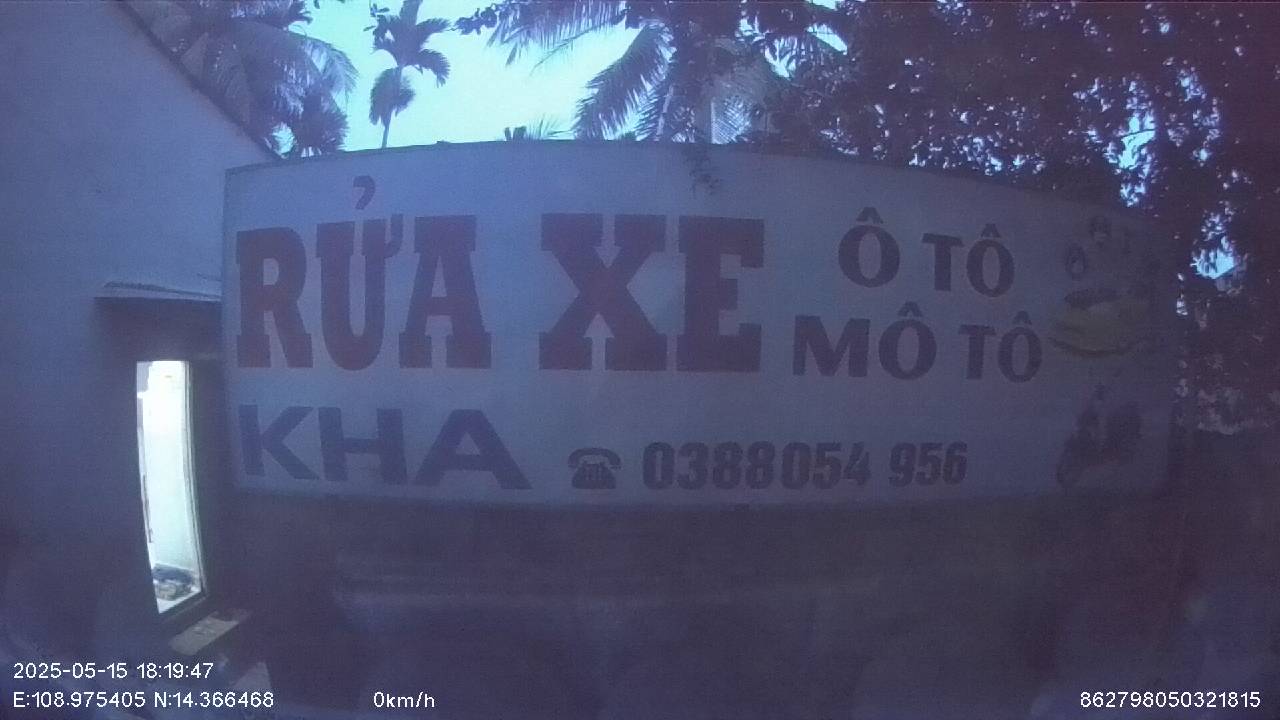 RỬA XE Ô TÔ
MÔ TÔ
KHA ☎ 0388054 956
2025-05-15 18:19:47
E:108.975405 N:14.366468 0km/h 862798050321815